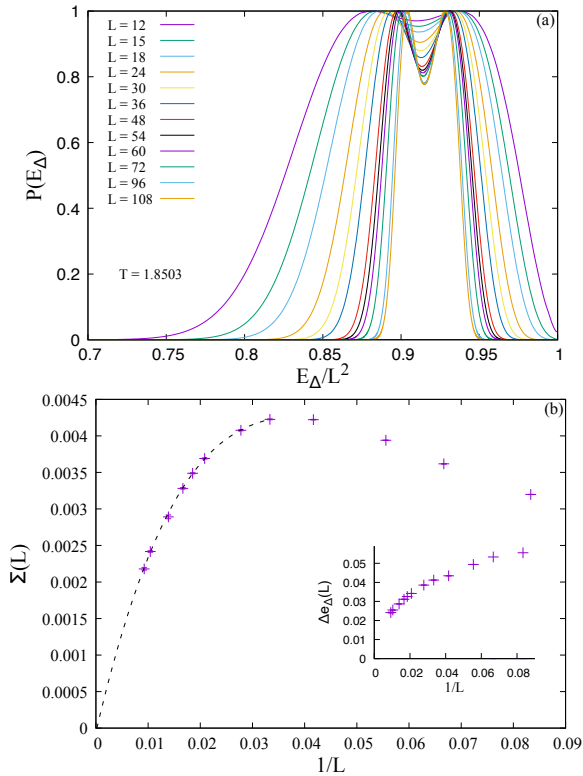 (a)
L = 12
L = 15
L = 18
L = 24
L = 30
L = 36
L = 48
L = 54
L = 60
L = 72
L = 96
L = 108
T = 1.8503
P(E_Δ)
1
0.8
0.6
0.4
0.2
0
0.7 0.75 0.8 0.85 0.9 0.95 1
E_Δ/L²
(b)
Σ(L)
0.0045
0.004
0.0035
0.003
0.0025
0.002
0.0015
0.001
0.0005
0
Δe_Δ(L)
0.05
0.04
0.03
0.02
0.01
0
0.02 0.04 0.06 0.08
1/L
0 0.01 0.02 0.03 0.04 0.05 0.06 0.07 0.08 0.09
1/L